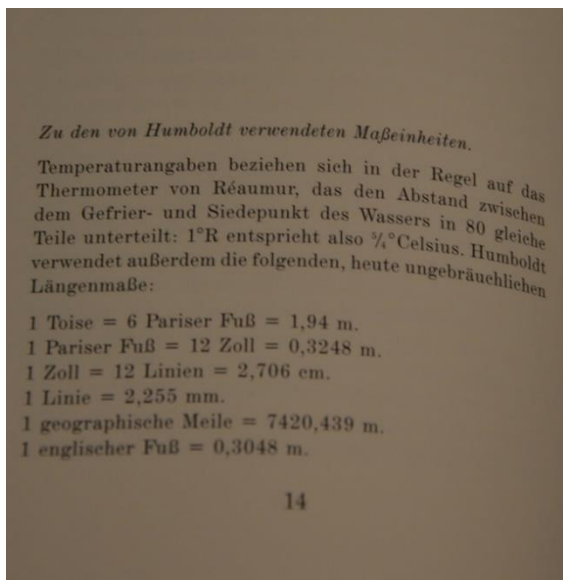 Zu den von Humboldt verwendeten Maßeinheiten.
Temperaturangaben beziehen sich in der Regel auf das
Thermometer von Réaumur, das den Abstand zwischen
dem Gefrier- und Siedepunkt des Wassers in 80 gleiche
Teile unterteilt: 1°R entspricht also ⁵⁄₄°Celsius. Humboldt
verwendet außerdem die folgenden, heute ungebräuchlichen
Längenmaße:
1 Toise = 6 Pariser Fuß = 1,94 m.
1 Pariser Fuß = 12 Zoll = 0,3248 m.
1 Zoll = 12 Linien = 2,706 cm.
1 Linie = 2,255 mm.
1 geographische Meile = 7420,439 m.
1 englischer Fuß = 0,3048 m.
14